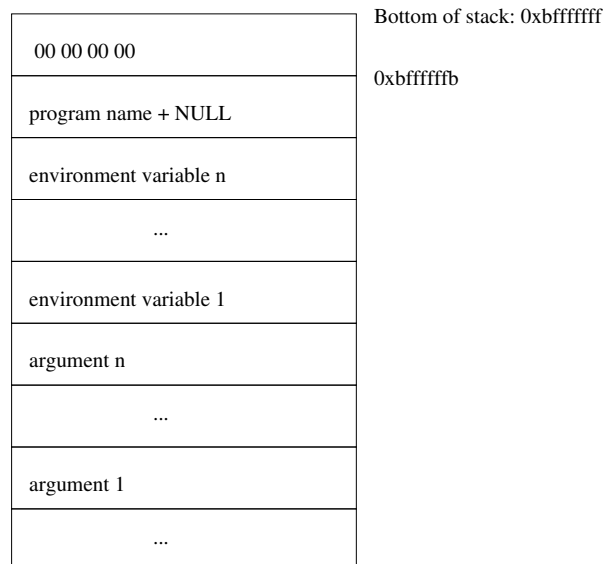 Bottom of stack: 0xbfffffff
00 00 00 00
0xbffffffb
program name + NULL
environment variable n
...
environment variable 1
argument n
...
argument 1
...